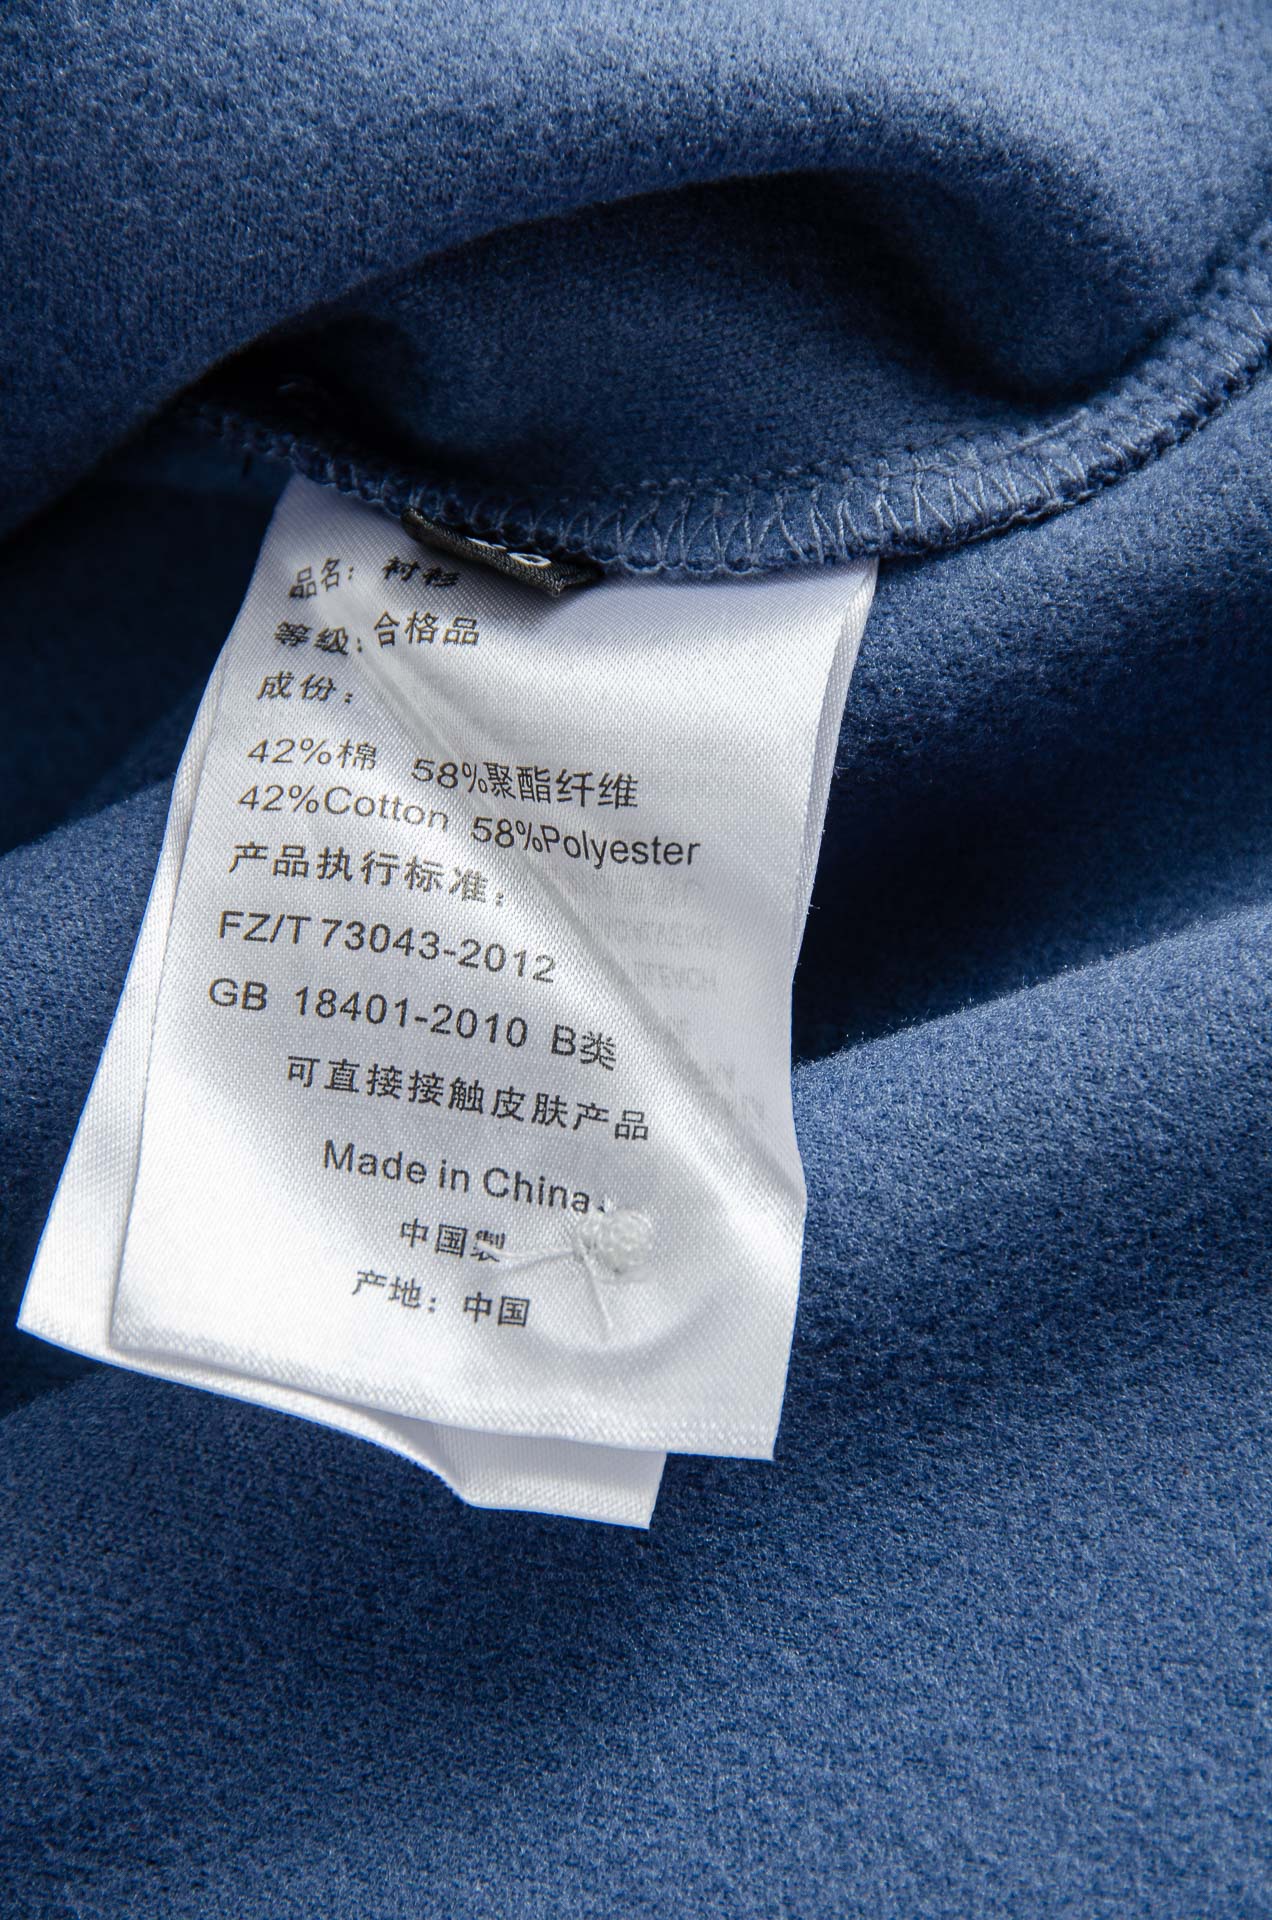 品名：衬衫
等级：合格品
成份：
42%棉 58%聚酯纤维
42%Cotton 58%Polyester
产品执行标准：
FZ/T 73043-2012
GB 18401-2010 B类
可直接接触皮肤产品
Made in China
中国製
产地：中国